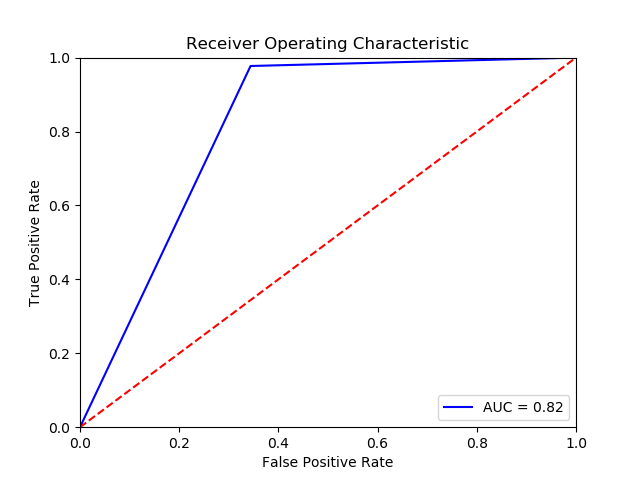 Receiver Operating Characteristic
1.0
0.8
0.6
0.4
0.2
0.0
True Positive Rate
AUC = 0.82
0.0 0.2 0.4 0.6 0.8 1.0
False Positive Rate